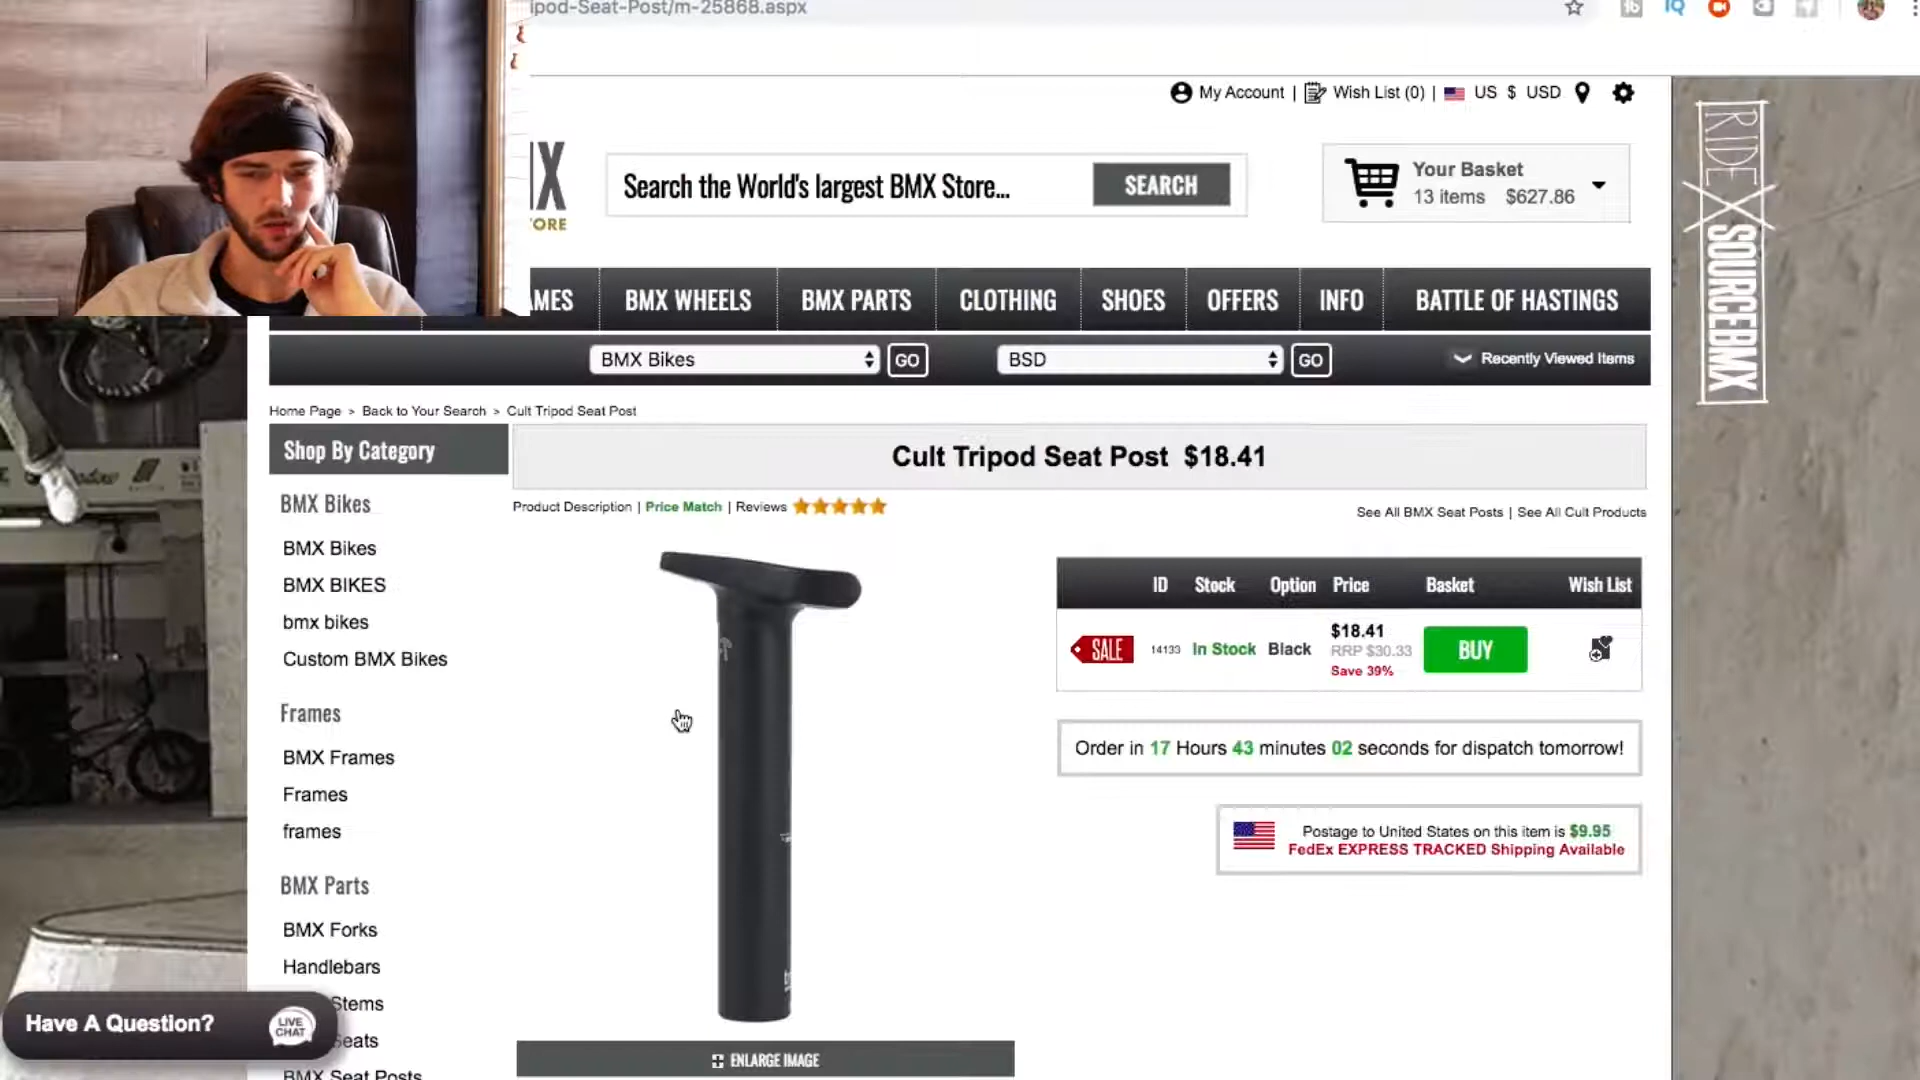 ipod-Seat-Post/m-25868.aspx
My Account | Wish List (0) | US $ USD
X
ORE
Search the World's largest BMX Store...
SEARCH
Your Basket
13 items $627.86
RIDE
SOURCEBMX
AMES
BMX WHEELS
BMX PARTS
CLOTHING
SHOES
OFFERS
INFO
BATTLE OF HASTINGS
BMX Bikes
GO
BSD
GO
Recently Viewed Items
Home Page > Back to Your Search > Cult Tripod Seat Post
Shop By Category
Cult Tripod Seat Post $18.41
Product Description | Price Match | Reviews
See All BMX Seat Posts | See All Cult Products
BMX Bikes
BMX Bikes
BMX BIKES
bmx bikes
Custom BMX Bikes
Frames
BMX Frames
Frames
frames
BMX Parts
BMX Forks
Handlebars
Stems
Seats
BMX Seat Posts
ID Stock Option Price Basket Wish List
SALE 14133 In Stock Black $18.41 BUY
RRP $30.33
Save 39%
Order in 17 Hours 43 minutes 02 seconds for dispatch tomorrow!
Postage to United States on this item is $9.95
FedEx EXPRESS TRACKED Shipping Available
Have A Question?
LIVE
CHAT
ENLARGE IMAGE